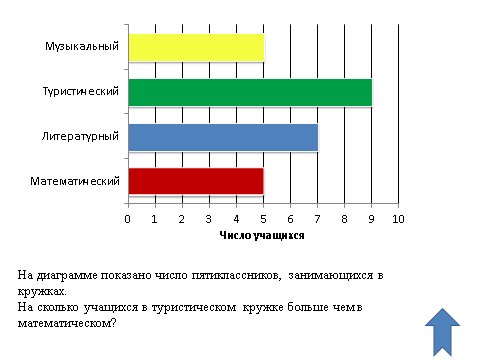 Музыкальный
Туристический
Литературный
Математический
0 1 2 3 4 5 6 7 8 9 10
Число учащихся
На диаграмме показано число пятиклассников, занимающихся в
кружках.
На сколько учащихся в туристическом кружке больше чем в
математическом?